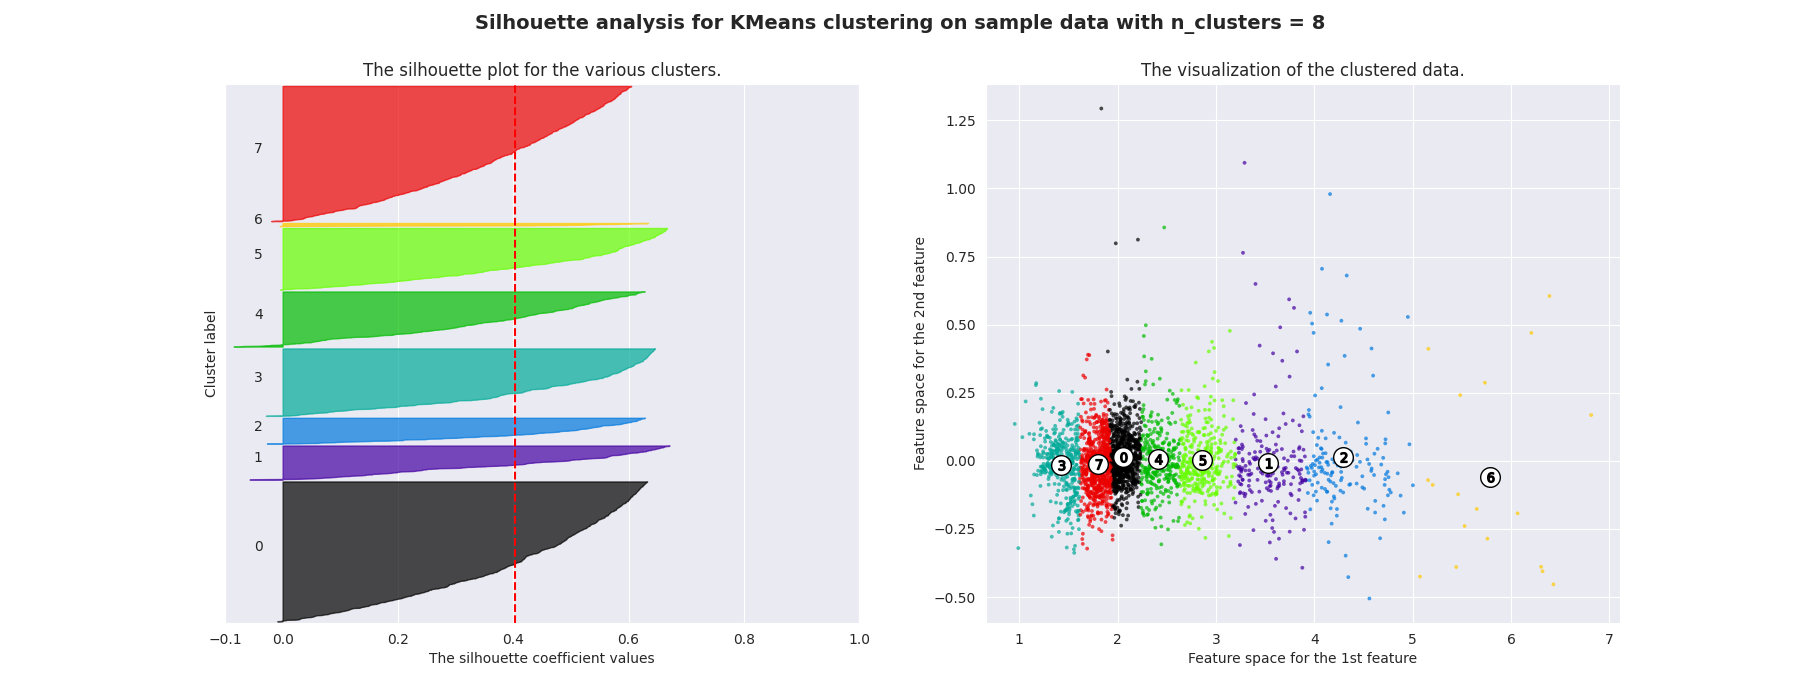 Silhouette analysis for KMeans clustering on sample data with n_clusters = 8
The silhouette plot for the various clusters.
7
6
5
4
3
2
1
0
Cluster label
−0.1 0.0 0.2 0.4 0.6 0.8 1.0
The silhouette coefficient values
The visualization of the clustered data.
1.25
1.00
0.75
0.50
0.25
0.00
−0.25
−0.50
Feature space for the 2nd feature
3 7 0 4 5 1 2 6
1 2 3 4 5 6 7
Feature space for the 1st feature